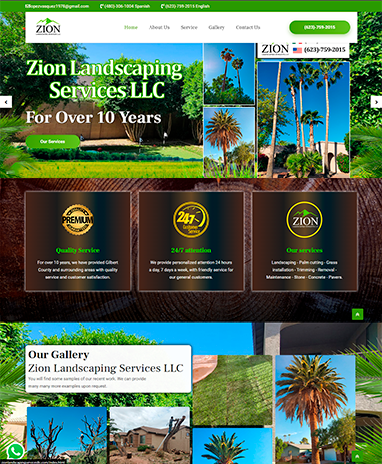 lopezvasquez1978@gmail.com (480)-306-1804 Spanish (623)-759-2015 English
ZION
Home About Us Service Gallery Contact Us
(623)-759-2015
(623)-759-2015
Zion Landscaping
Services LLC
For Over 10 Years
Our Services
PREMIUM
24/7
ZION
Quality Service
For over 10 years, we have provided Gilbert
County and surrounding areas with quality
service and customer satisfaction.
24/7 attention
We provide personalized attention 24 hours
a day, 7 days a week, with friendly service for
our general customers.
Our services
Landscaping - Palm cutting - Grass
installation - Trimming - Removal -
Maintenance - Stone - Concrete - Pavers.
Our Gallery
Zion Landscaping Services LLC
You will find some samples of our recent work. We can provide
many many more examples upon request.